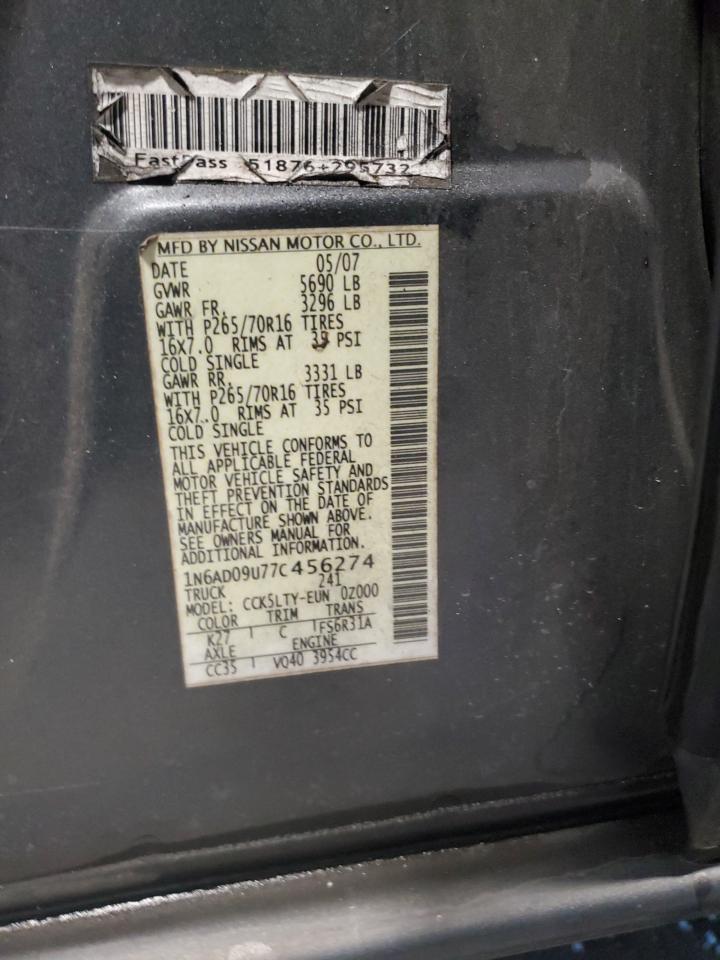 FastPass 51876+295732
MFD BY NISSAN MOTOR CO., LTD.
DATE 05/07
GVWR 5690 LB
GAWR FR. 3296 LB
WITH P265/70R16 TIRES
16X7.0 RIMS AT 35 PSI
COLD SINGLE
GAWR RR. 3331 LB
WITH P265/70R16 TIRES
16X7.0 RIMS AT 35 PSI
COLD SINGLE
THIS VEHICLE CONFORMS TO
ALL APPLICABLE FEDERAL
MOTOR VEHICLE SAFETY AND
THEFT PREVENTION STANDARDS
IN EFFECT ON THE DATE OF
MANUFACTURE SHOWN ABOVE.
SEE OWNERS MANUAL FOR
ADDITIONAL INFORMATION.
1N6AD09U77C456274
TRUCK 241
MODEL: CCK5LTY-EUN 0Z000
COLOR TRIM TRANS
K27 C FS6R31A
AXLE ENGINE
CC35 VQ40 3954CC